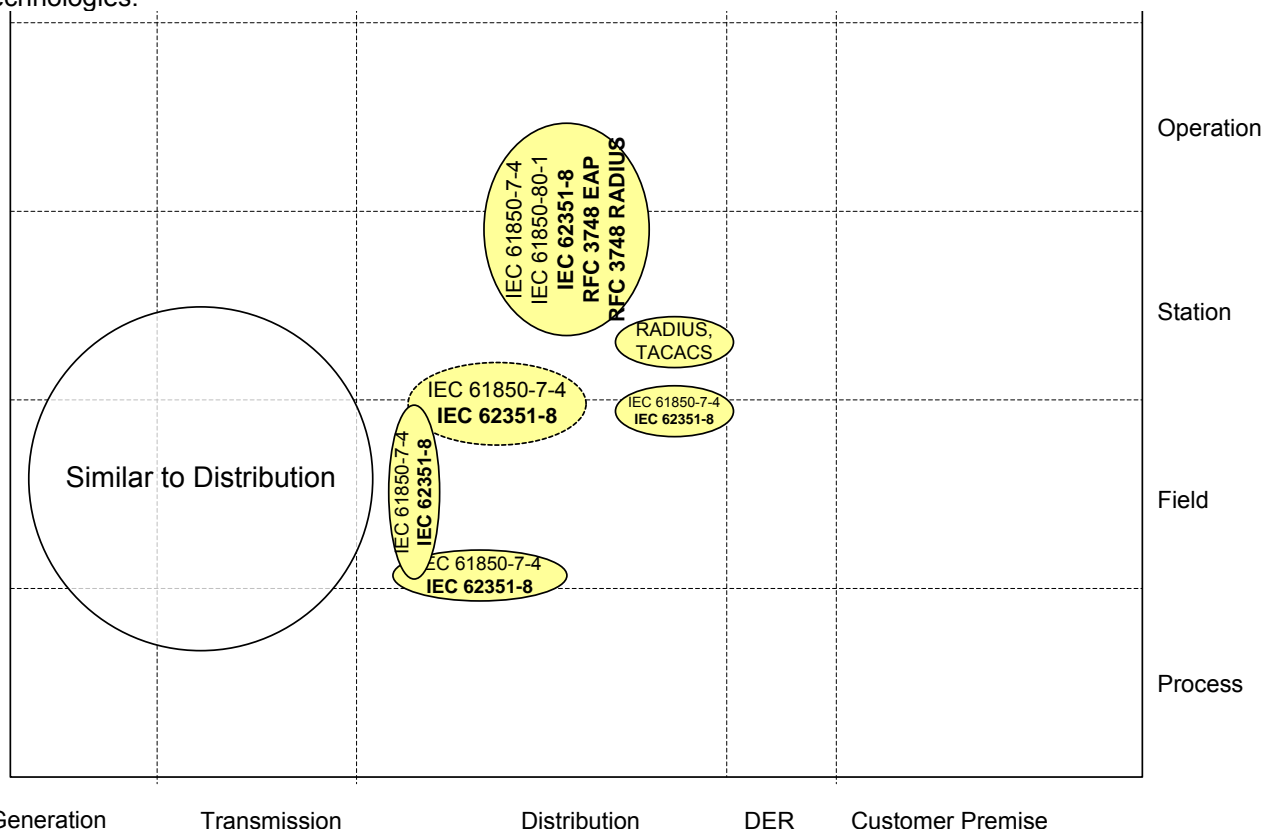 echnologies.
Operation
IEC 61850-7-4
IEC 61850-80-1
IEC 62351-8
RFC 3748 EAP
RFC 3748 RADIUS
Station
RADIUS,
TACACS
IEC 61850-7-4
IEC 62351-8
IEC 61850-7-4
IEC 62351-8
IEC 61850-7-4
IEC 62351-8
Similar to Distribution
Field
EC 61850-7-4
IEC 62351-8
Process
Generation
Transmission
Distribution
DER
Customer Premise